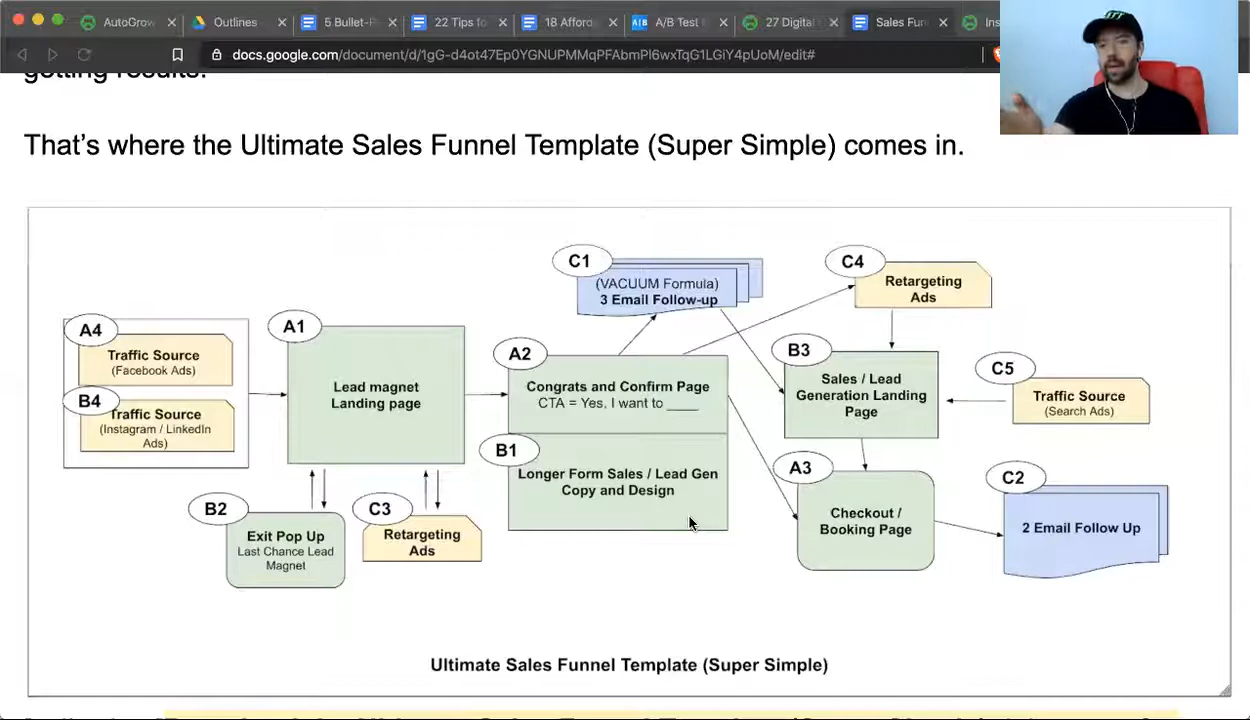 AutoGrow
Outlines
5 Bullet-P
22 Tips fo
18 Afford
A/B A/B Test
27 Digital
Sales Fun
Ins
docs.google.com/document/d/1gG-d4ot47Ep0YGNUPMMqPFAbmPl6wxTqG1LGiY4pUoM/edit#
getting results.
That’s where the Ultimate Sales Funnel Template (Super Simple) comes in.
A4
Traffic Source
(Facebook Ads)
B4
Traffic Source
(Instagram / LinkedIn
Ads)
A1
Lead magnet
Landing page
B2
Exit Pop Up
Last Chance Lead
Magnet
C3
Retargeting
Ads
A2
Congrats and Confirm Page
CTA = Yes, I want to ____
B1
Longer Form Sales / Lead Gen
Copy and Design
C1
(VACUUM Formula)
3 Email Follow-up
C4
Retargeting
Ads
B3
Sales / Lead
Generation Landing
Page
C5
Traffic Source
(Search Ads)
A3
Checkout /
Booking Page
C2
2 Email Follow Up
Ultimate Sales Funnel Template (Super Simple)